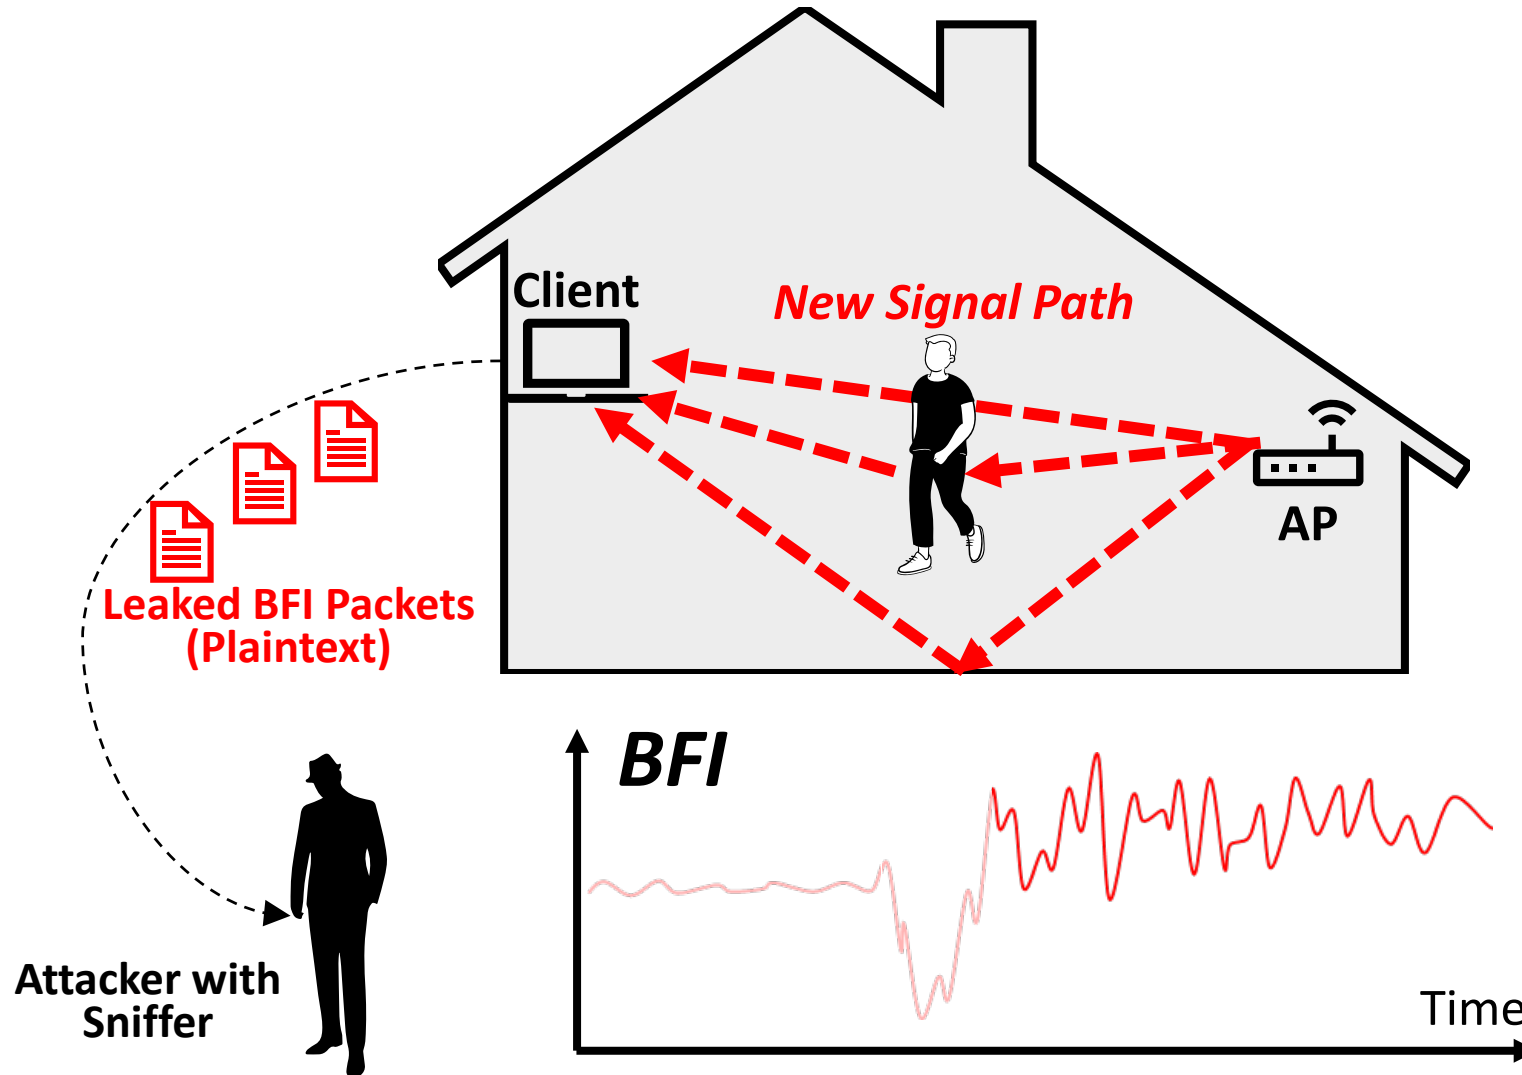 Client
New Signal Path
AP
Leaked BFI Packets
(Plaintext)
BFI
Attacker with
Sniffer
Time